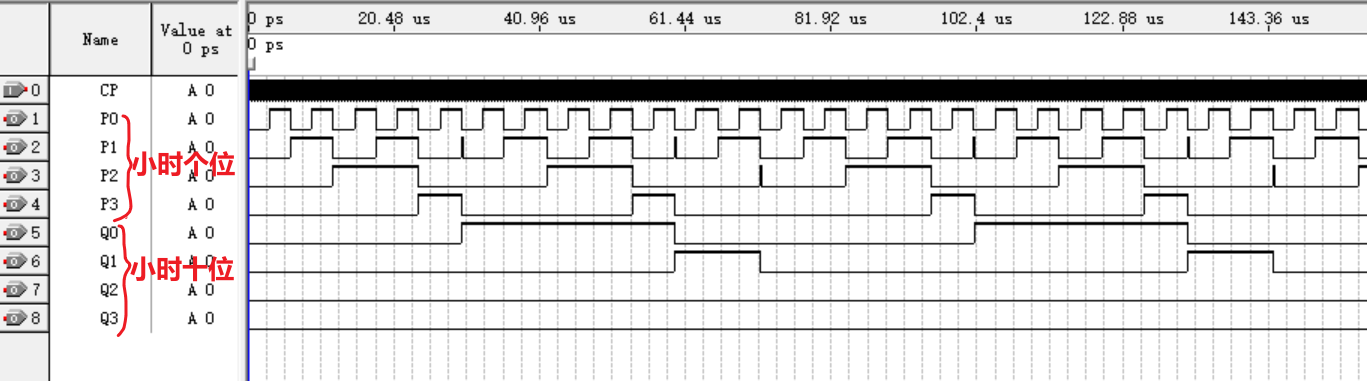 Name
Value at
0 ps
0 ps 20.48 us 40.96 us 61.44 us 81.92 us 102.4 us 122.88 us 143.36 us
0 ps
0 CP A 0
1 P0 A 0
2 P1 A 0
小时个位
3 P2 A 0
4 P3 A 0
5 Q0 A 0
6 Q1 A 0
小时十位
7 Q2 A 0
8 Q3 A 0